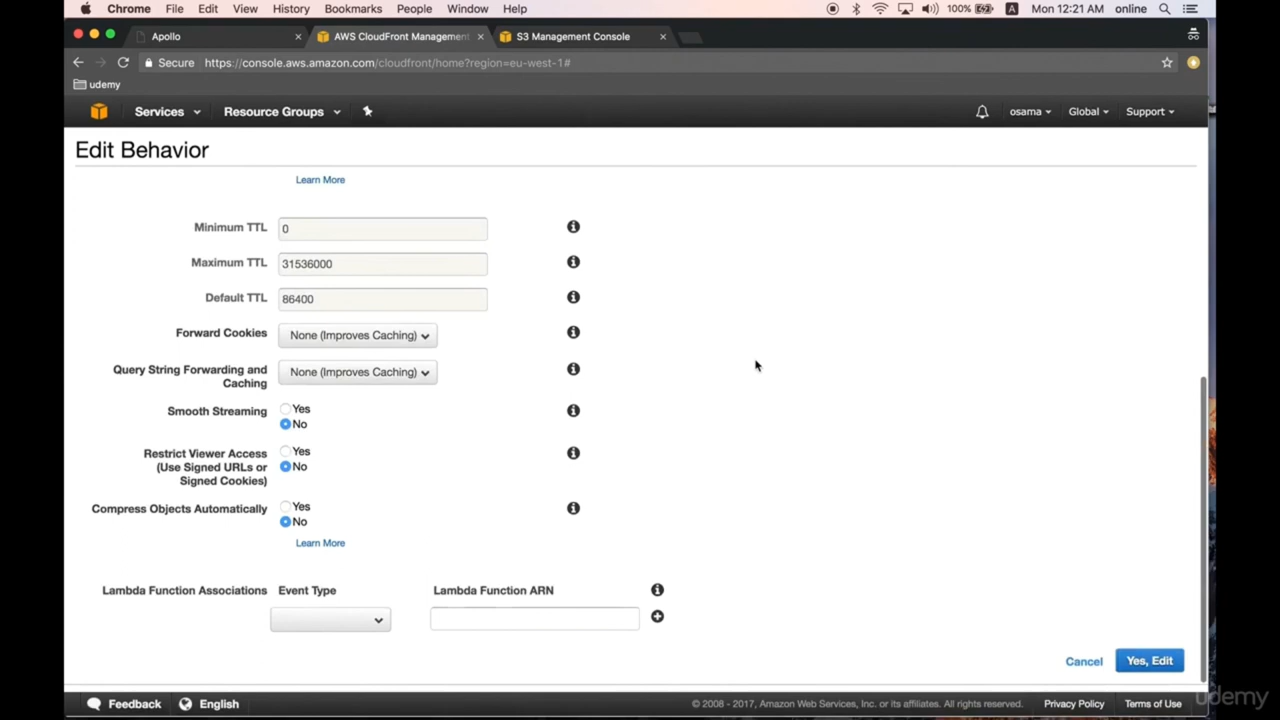 Chrome File Edit View History Bookmarks People Window Help 100% A Mon 12:21 AM online
Apollo AWS CloudFront Management S3 Management Console
Secure https://console.aws.amazon.com/cloudfront/home?region=eu-west-1#
udemy
Services Resource Groups osama Global Support
Edit Behavior
Learn More
Minimum TTL 0
Maximum TTL 31536000
Default TTL 86400
Forward Cookies None (Improves Caching)
Query String Forwarding and
Caching
None (Improves Caching)
Smooth Streaming Yes
No
Restrict Viewer Access
(Use Signed URLs or
Signed Cookies)
Yes
No
Compress Objects Automatically Yes
No
Learn More
Lambda Function Associations Event Type Lambda Function ARN
Cancel Yes, Edit
Feedback English © 2008 - 2017, Amazon Web Services, Inc. or its affiliates. All rights reserved. Privacy Policy Terms of Use
udemy